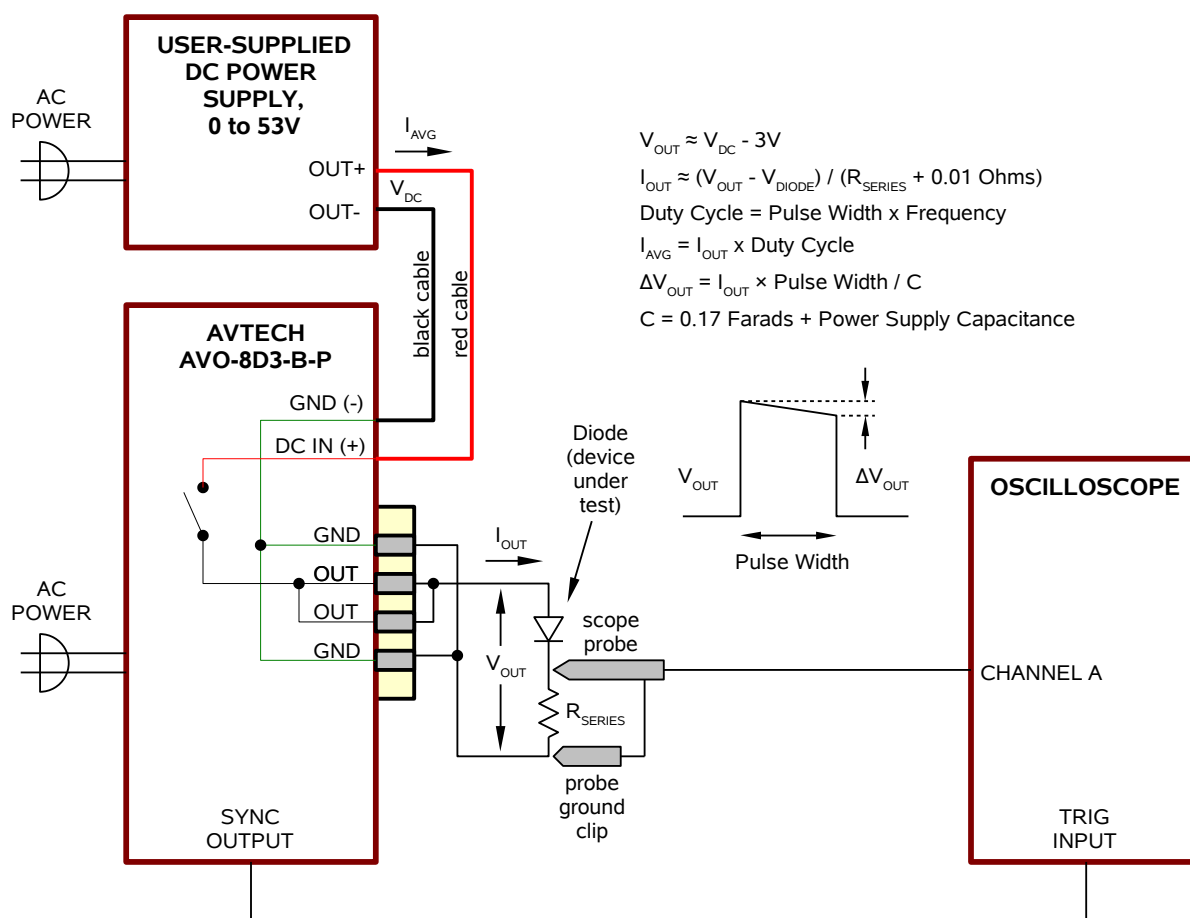 USER-SUPPLIED
DC POWER
SUPPLY,
0 to 53V
AC
POWER
I_AVG
OUT+
V_DC
OUT-
black cable
red cable
V_OUT ≈ V_DC - 3V
I_OUT ≈ (V_OUT - V_DIODE) / (R_SERIES + 0.01 Ohms)
Duty Cycle = Pulse Width x Frequency
I_AVG = I_OUT x Duty Cycle
ΔV_OUT = I_OUT × Pulse Width / C
C = 0.17 Farads + Power Supply Capacitance
AVTECH
AVO-8D3-B-P
GND (-)
DC IN (+)
GND
OUT
OUT
GND
AC
POWER
SYNC
OUTPUT
I_OUT
V_OUT
Diode
(device
under
test)
scope
probe
R_SERIES
probe
ground
clip
V_OUT
ΔV_OUT
Pulse Width
OSCILLOSCOPE
CHANNEL A
TRIG
INPUT